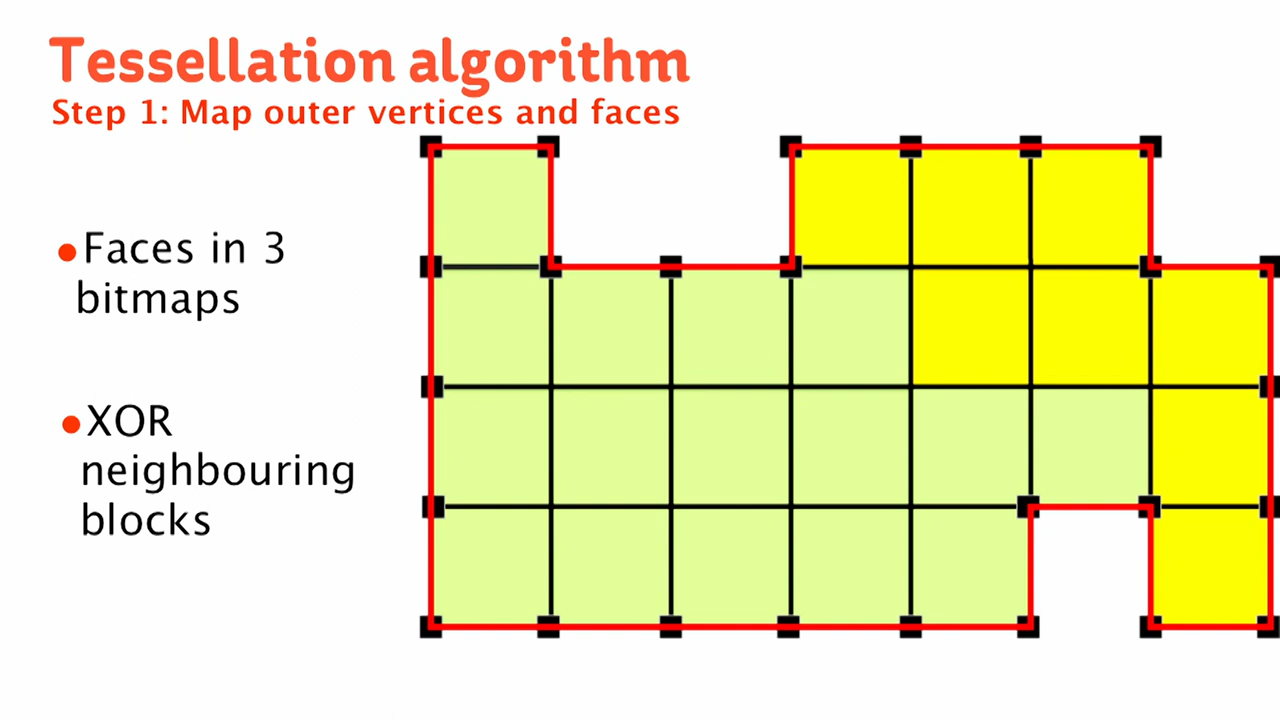 Tessellation algorithm
Step 1: Map outer vertices and faces
•Faces in 3
bitmaps
•XOR
neighbouring
blocks